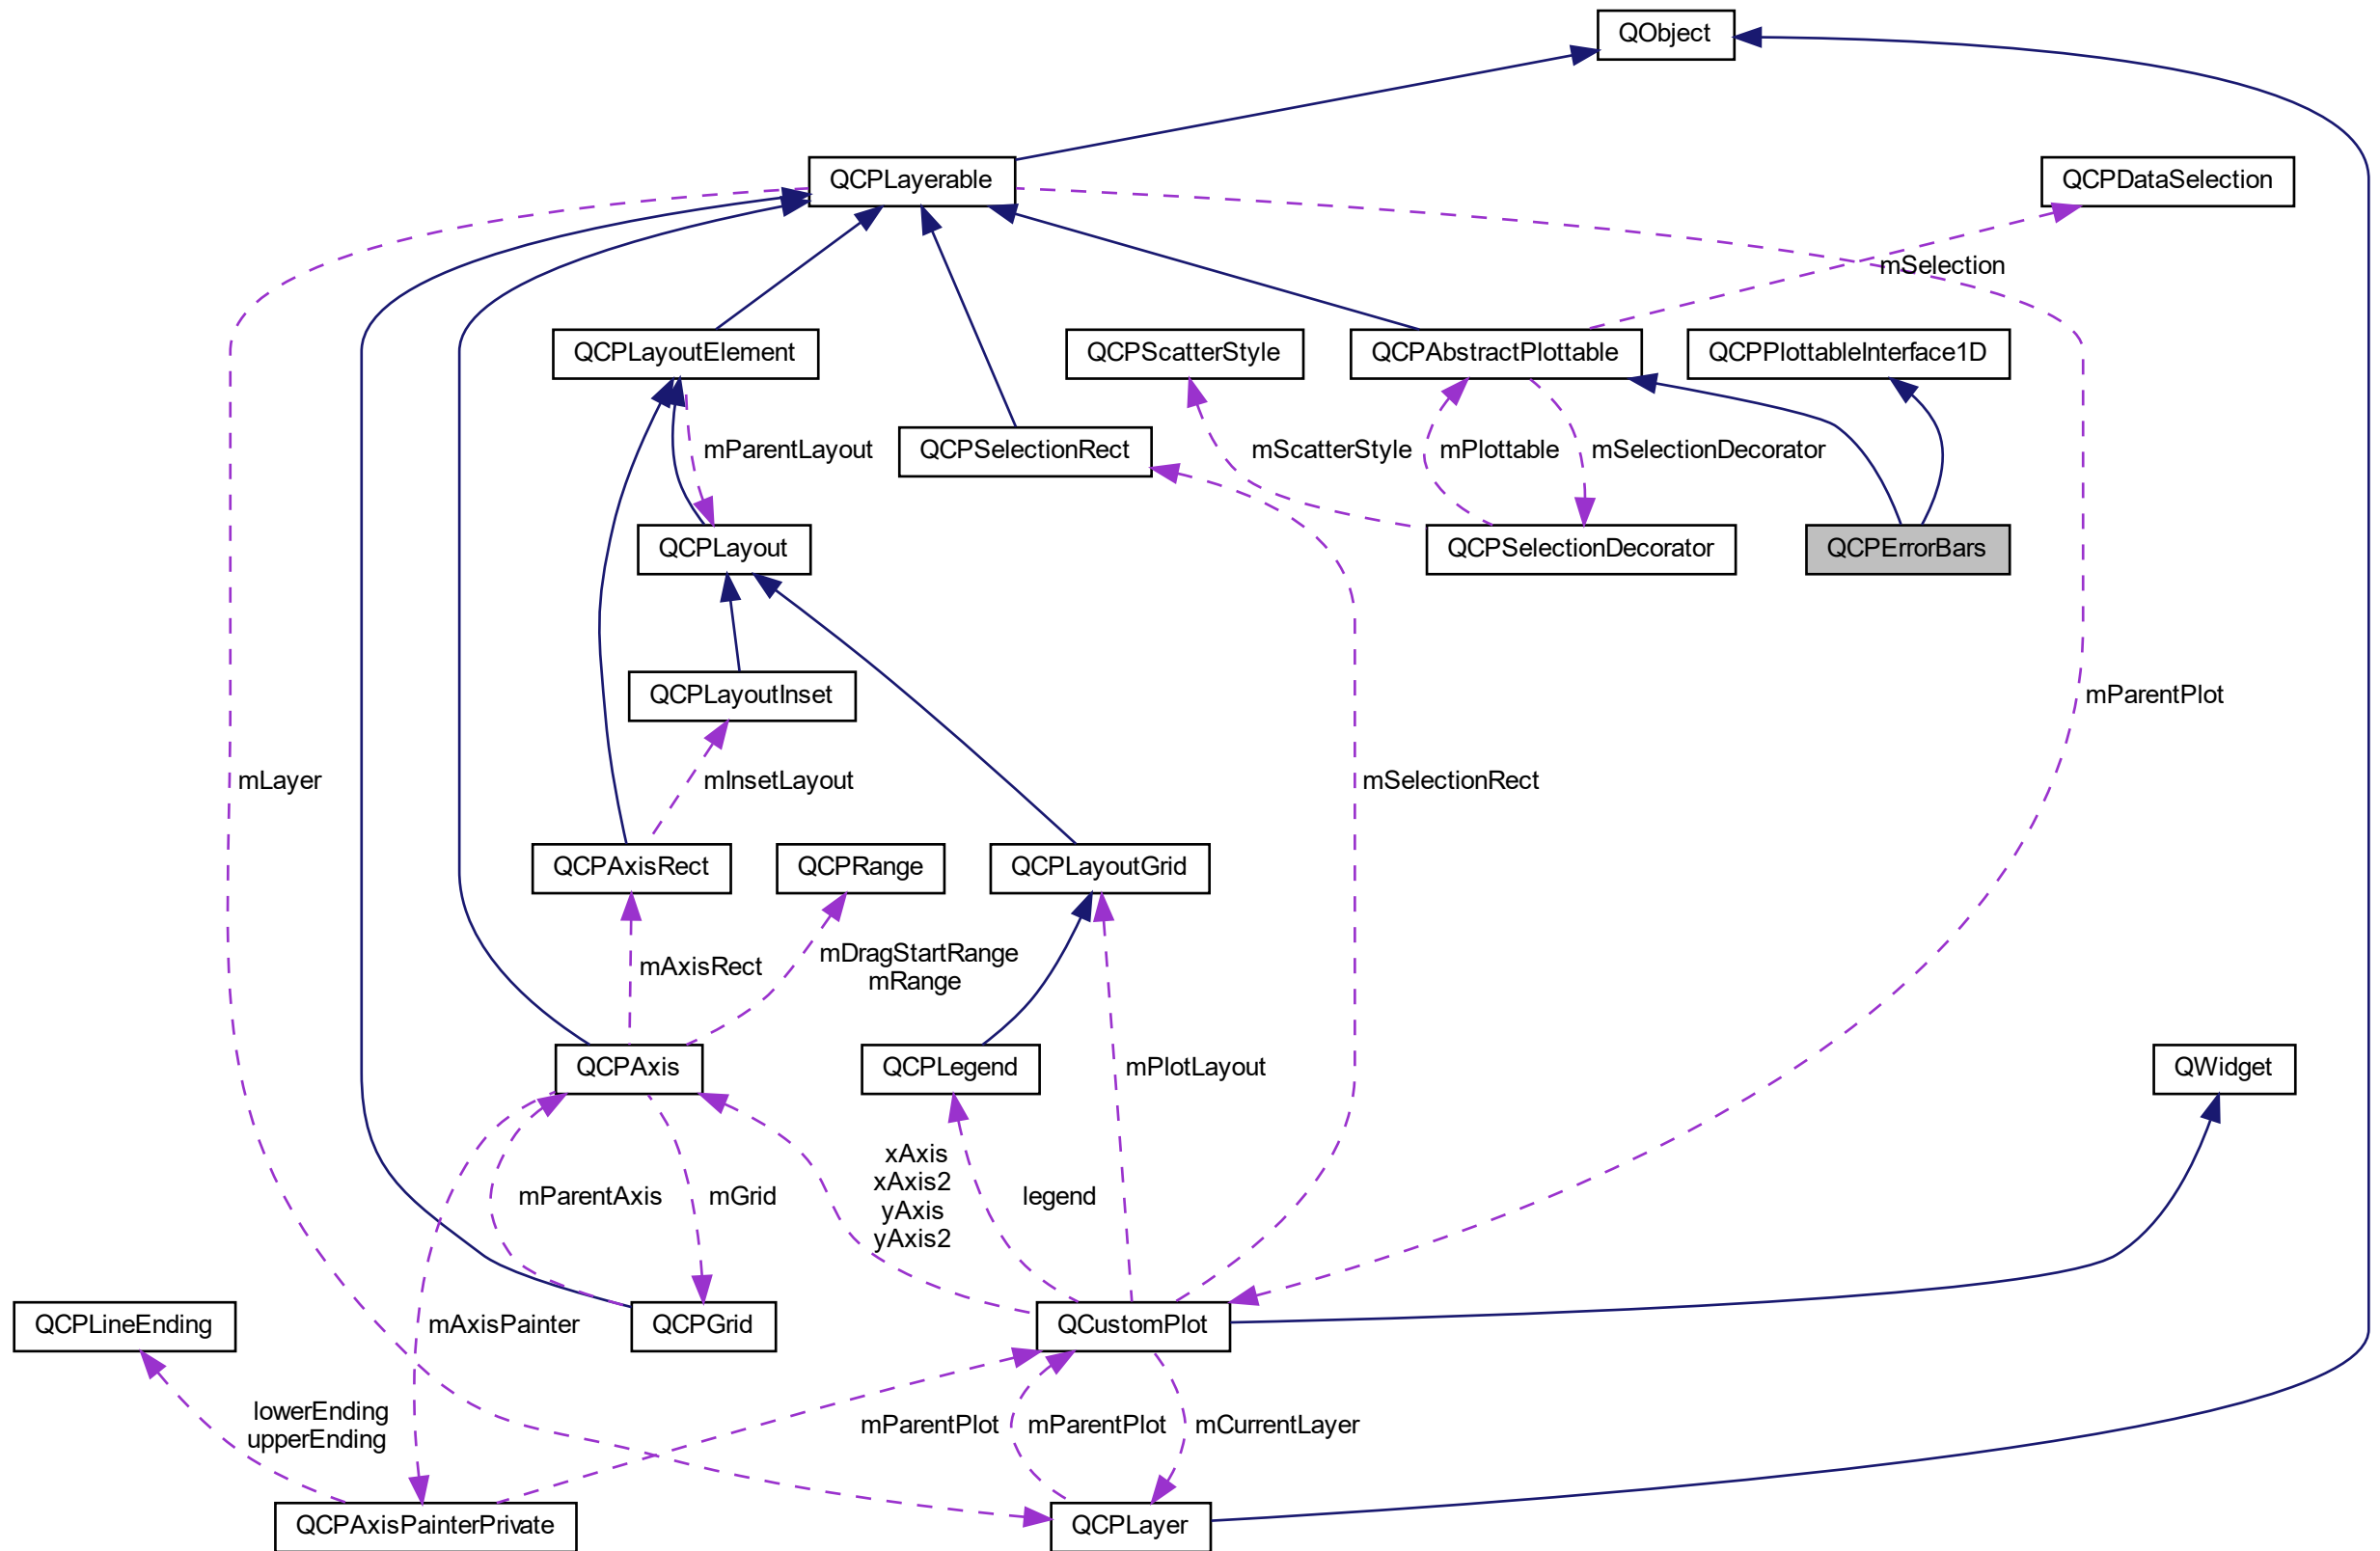 QObject
QCPLayerable
QCPDataSelection
mSelection
QCPLayoutElement
QCPScatterStyle
QCPAbstractPlottable
QCPPlottableInterface1D
mParentLayout
QCPSelectionRect
mScatterStyle
mPlottable
mSelectionDecorator
QCPLayout
QCPSelectionDecorator
QCPErrorBars
QCPLayoutInset
mParentPlot
mLayer
mInsetLayout
mSelectionRect
QCPAxisRect
QCPRange
QCPLayoutGrid
mAxisRect
mDragStartRange
mRange
QCPAxis
QCPLegend
mPlotLayout
QWidget
mParentAxis
mGrid
xAxis
xAxis2
yAxis
yAxis2
legend
QCPLineEnding
mAxisPainter
QCPGrid
QCustomPlot
lowerEnding
upperEnding
mParentPlot
mParentPlot
mCurrentLayer
QCPAxisPainterPrivate
QCPLayer